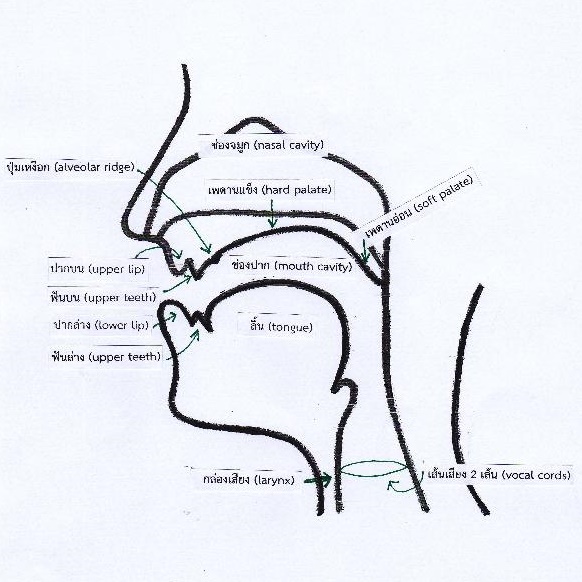 ช่องจมูก (nasal cavity)
ปุ่มเหงือก (alveolar ridge)
เพดานแข็ง (hard palate)
เพดานอ่อน (soft palate)
ช่องปาก (mouth cavity)
ปากบน (upper lip)
ฟันบน (upper teeth)
ปากล่าง (lower lip)
ลิ้น (tongue)
ฟันล่าง (upper teeth)
กล่องเสียง (larynx)
เส้นเสียง 2 เส้น (vocal cords)